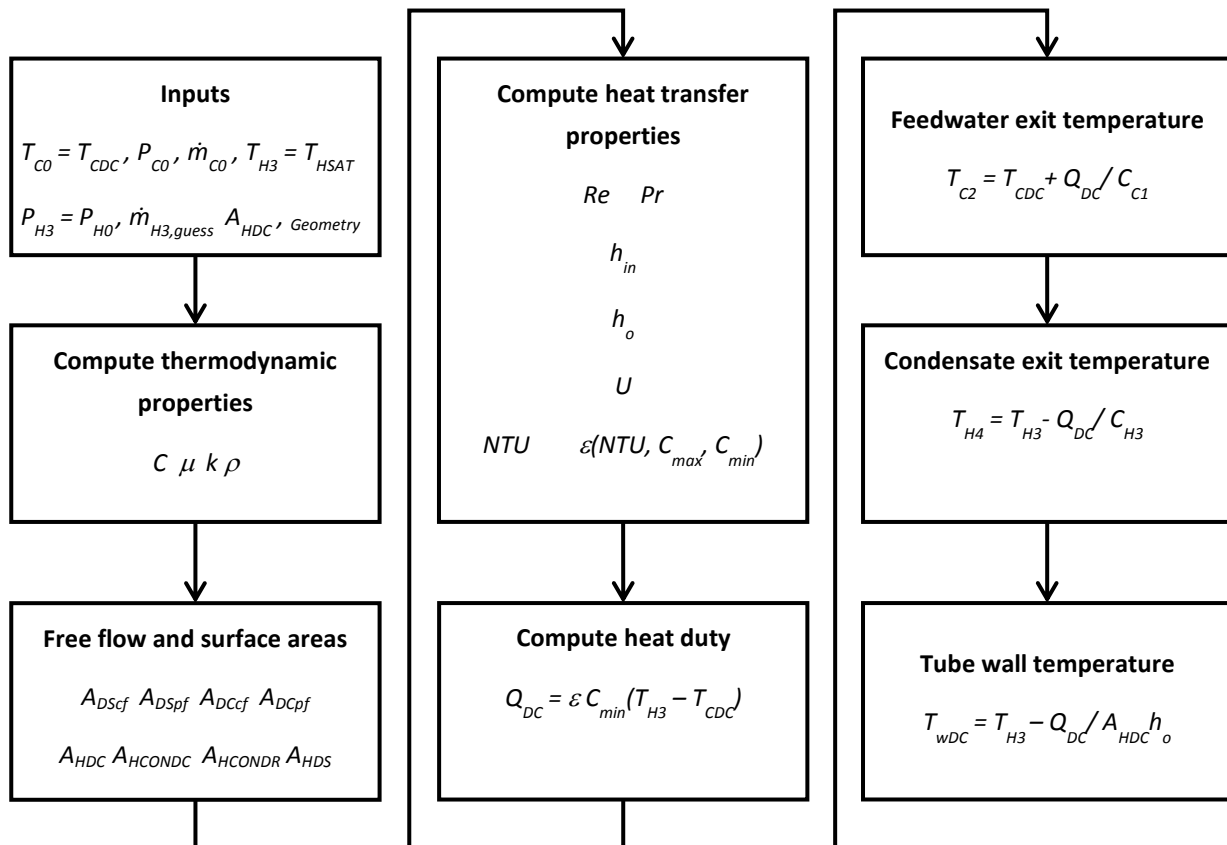 Inputs
T_C0 = T_CDC , P_C0 , ṁ_C0 , T_H3 = T_HSAT
P_H3 = P_H0 , ṁ_H3,guess A_HDC , Geometry
Compute thermodynamic
properties
C μ k ρ
Free flow and surface areas
A_DScf A_DSpf A_DCcf A_DCpf
A_HDC A_HCONDC A_HCONDR A_HDS
Compute heat transfer
properties
Re Pr
h_in
h_o
U
NTU ε(NTU, C_max, C_min)
Compute heat duty
Q_DC = ε C_min(T_H3 – T_CDC)
Feedwater exit temperature
T_C2 = T_CDC + Q_DC / C_C1
Condensate exit temperature
T_H4 = T_H3 - Q_DC / C_H3
Tube wall temperature
T_wDC = T_H3 – Q_DC / A_HDC h_o